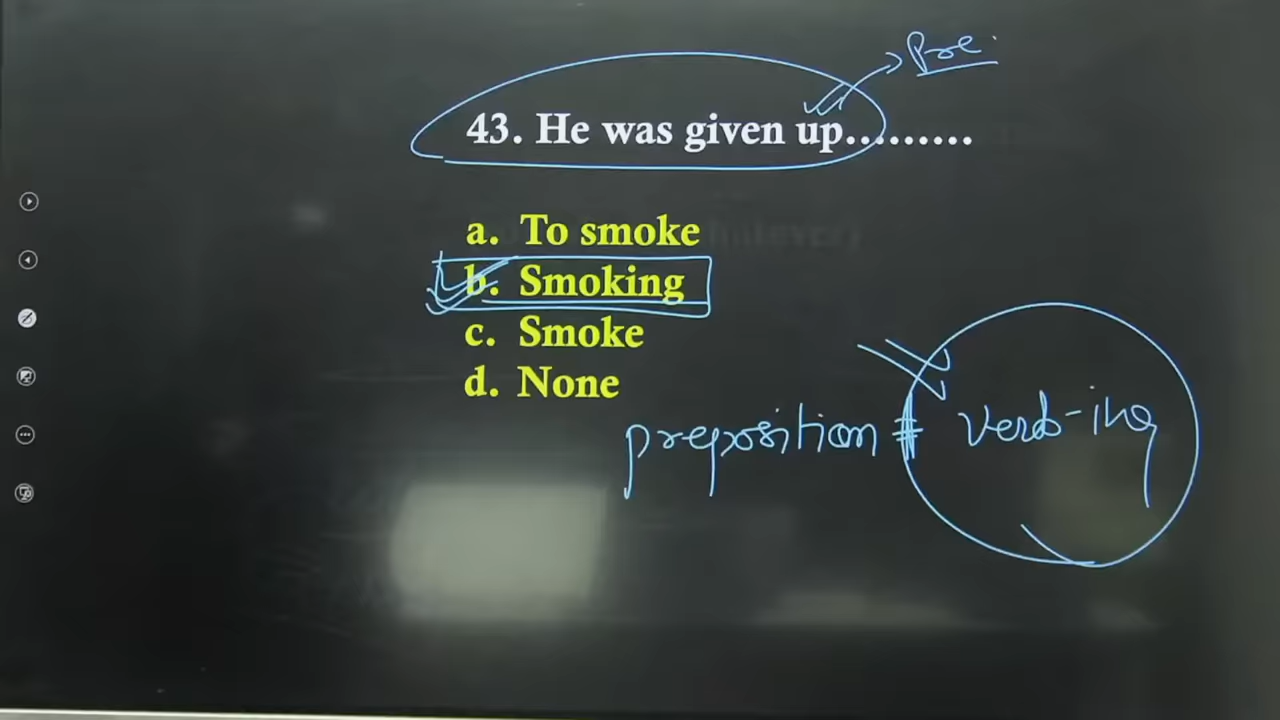 Pre.
43. He was given up.........
a. To smoke
b. Smoking
c. Smoke
d. None
preposition + verb-ing